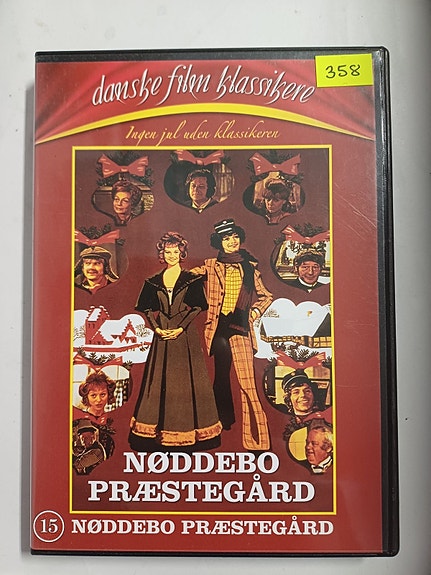 358
danske film klassikere
Ingen jul uden klassikeren
NØDDEBO
PRÆSTEGÅRD
15 NØDDEBO PRÆSTEGÅRD